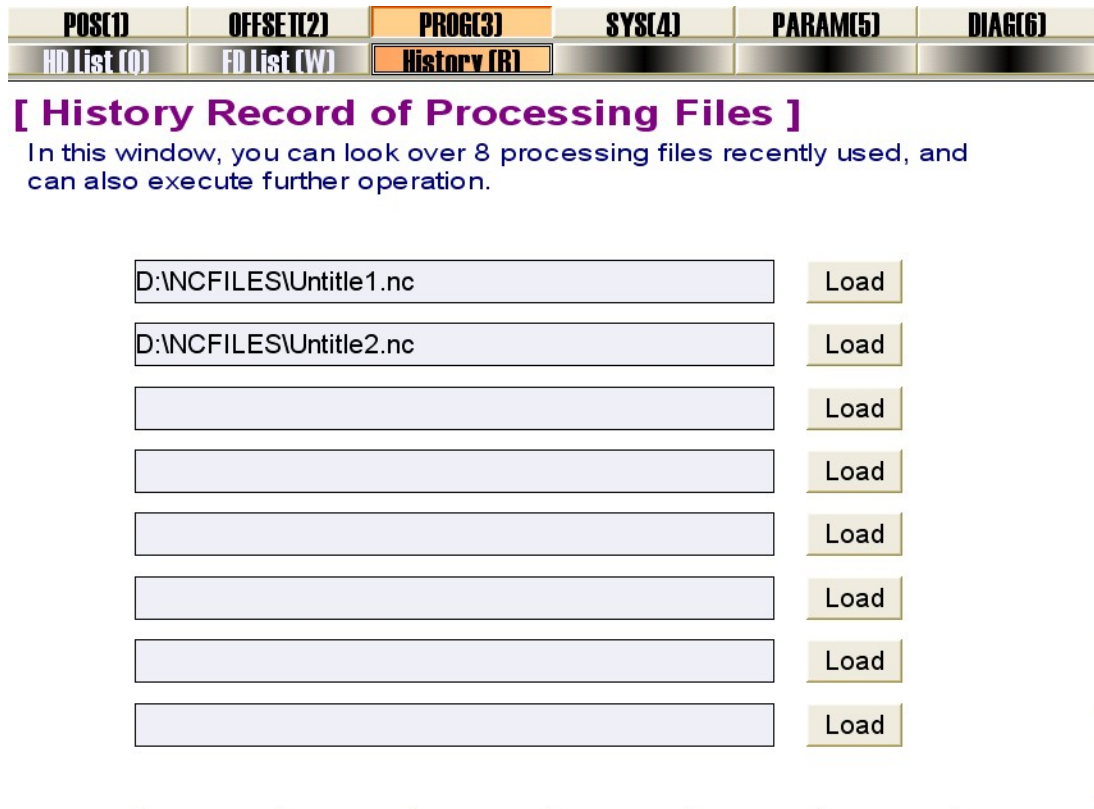 POS(1) OFFSET(2) PROG(3) SYS(4) PARAM(5) DIAG(6)
HD List (Q) FD List (W) History (R)
[ History Record of Processing Files ]
In this window, you can look over 8 processing files recently used, and
can also execute further operation.
D:\NCFILES\Untitle1.nc Load
D:\NCFILES\Untitle2.nc Load
Load
Load
Load
Load
Load
Load